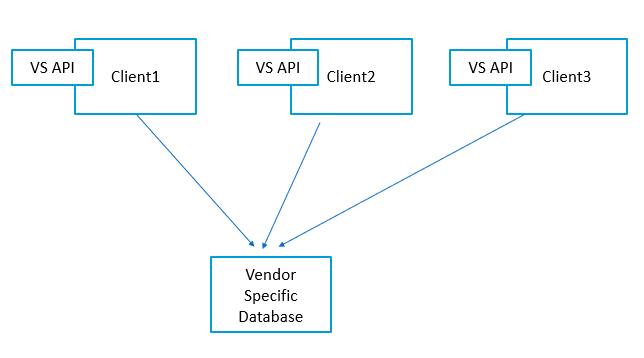 VS API
Client1
VS API
Client2
VS API
Client3
Vendor
Specific
Database